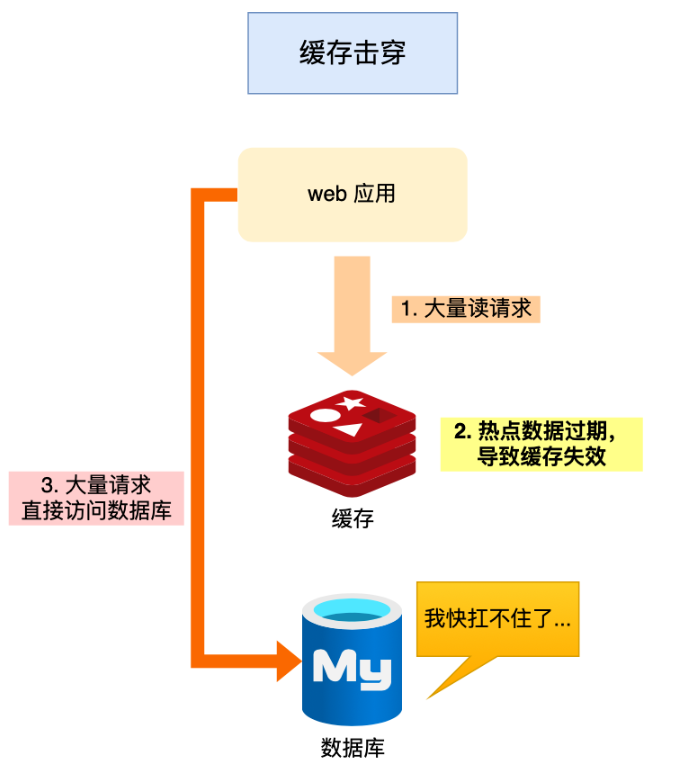 缓存击穿
web 应用
1. 大量读请求
2. 热点数据过期，
导致缓存失效
3. 大量请求
直接访问数据库
缓存
我快扛不住了...
My
数据库